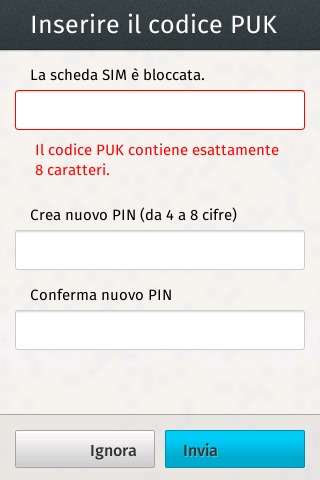 Inserire il codice PUK
La scheda SIM è bloccata.
Il codice PUK contiene esattamente
8 caratteri.
Crea nuovo PIN (da 4 a 8 cifre)
Conferma nuovo PIN
Ignora
Invia